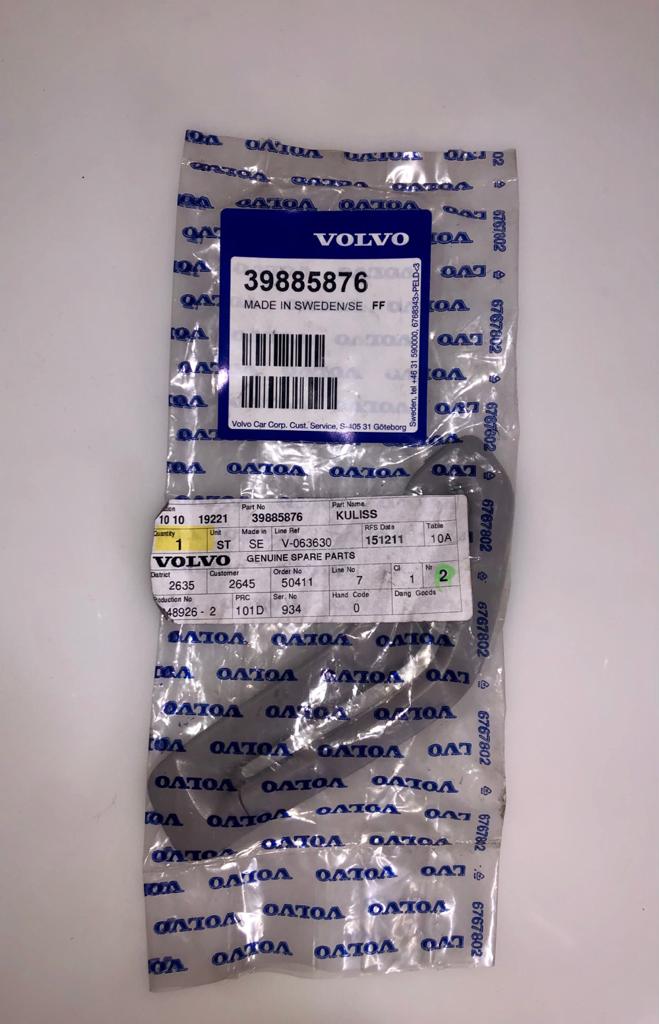 VOLVO
39885876
MADE IN SWEDEN/SE FF
Volvo Car Corp. Cust. Service, S-405 31 Göteborg
Sweden, tel +46 31 590000, 6768343>PELD<3
Part No
Part Name
10 10 19221
39885876
KULISS
Quantity
Unit
Made in
Line Ref
RFS Date
Table
1
ST
SE
V-063630
151211
10A
VOLVO
GENUINE SPARE PARTS
District
Customer
Order No
Line No
Cl
Nr
2635
2645
50411
7
1
2
Production No
PRC
Ser. No
Hand Code
Dang Goods
48926 - 2
101D
934
0
VOLVO
6767802